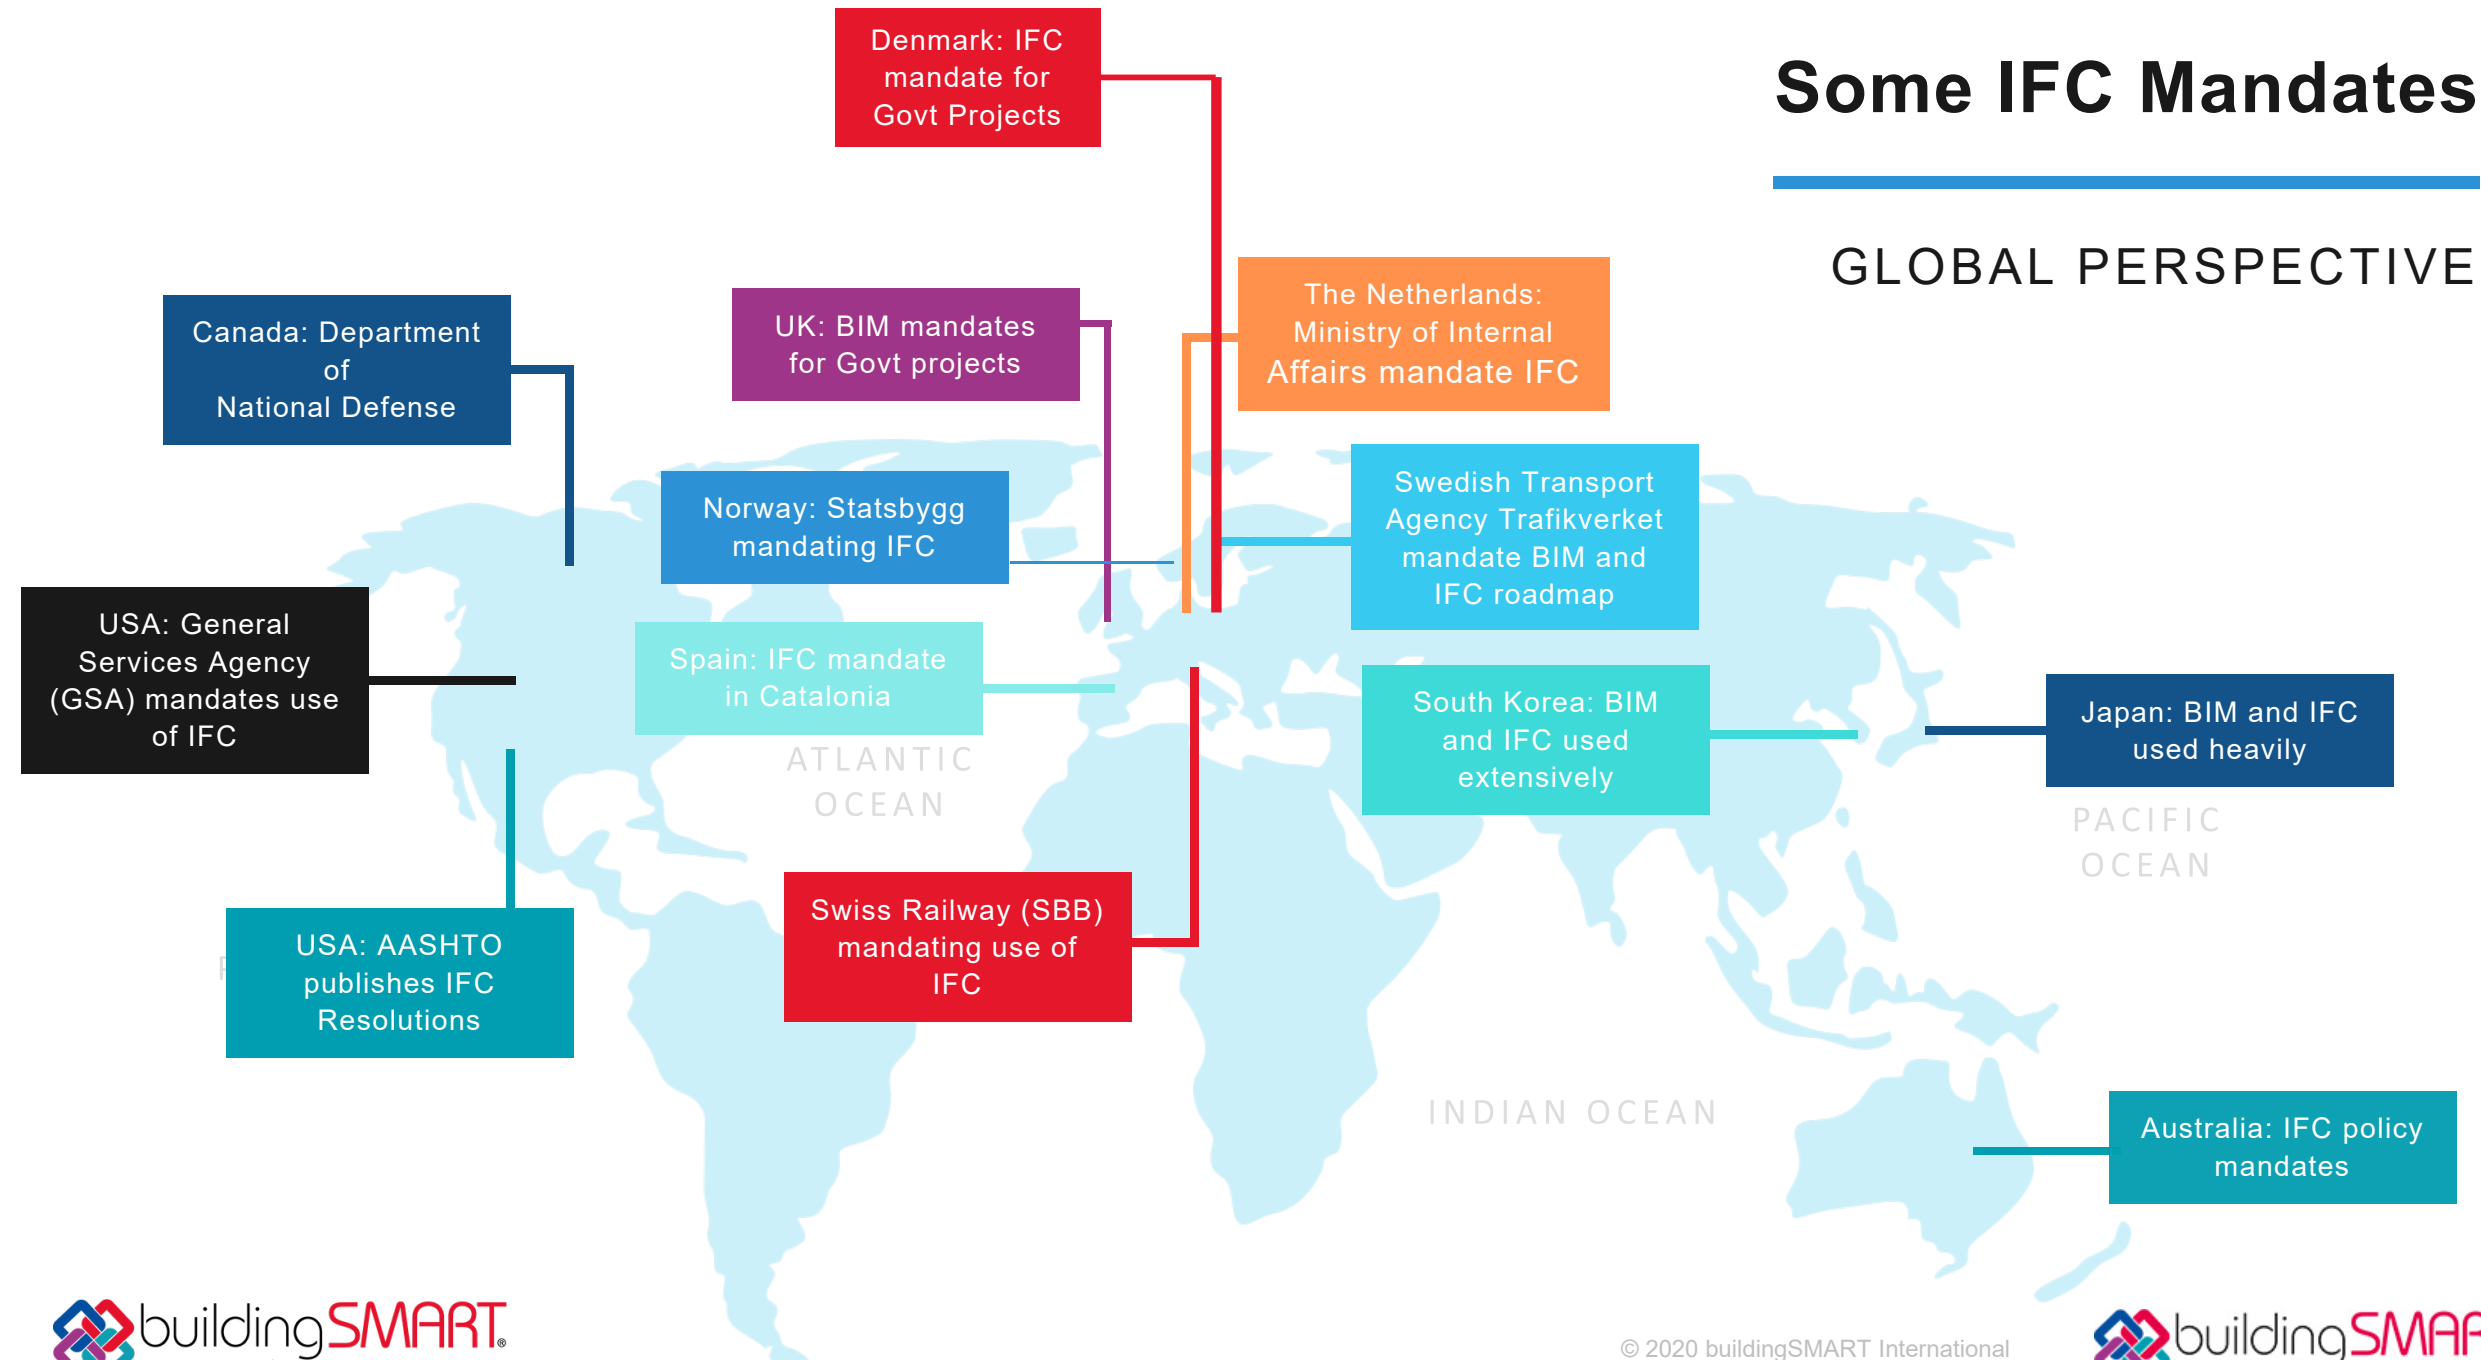 Some IFC Mandates
GLOBAL PERSPECTIVE
Denmark: IFC
mandate for
Govt Projects
Canada: Department
of
National Defense
UK: BIM mandates
for Govt projects
The Netherlands:
Ministry of Internal
Affairs mandate IFC
Norway: Statsbygg
mandating IFC
Swedish Transport
Agency Trafikverket
mandate BIM and
IFC roadmap
USA: General
Services Agency
(GSA) mandates use
of IFC
Spain: IFC mandate
in Catalonia
South Korea: BIM
and IFC used
extensively
Japan: BIM and IFC
used heavily
ATLANTIC
OCEAN
PACIFIC
OCEAN
USA: AASHTO
publishes IFC
Resolutions
Swiss Railway (SBB)
mandating use of
IFC
INDIAN OCEAN
Australia: IFC policy
mandates
buildingSMART®
© 2020 buildingSMART International
buildingSMAR